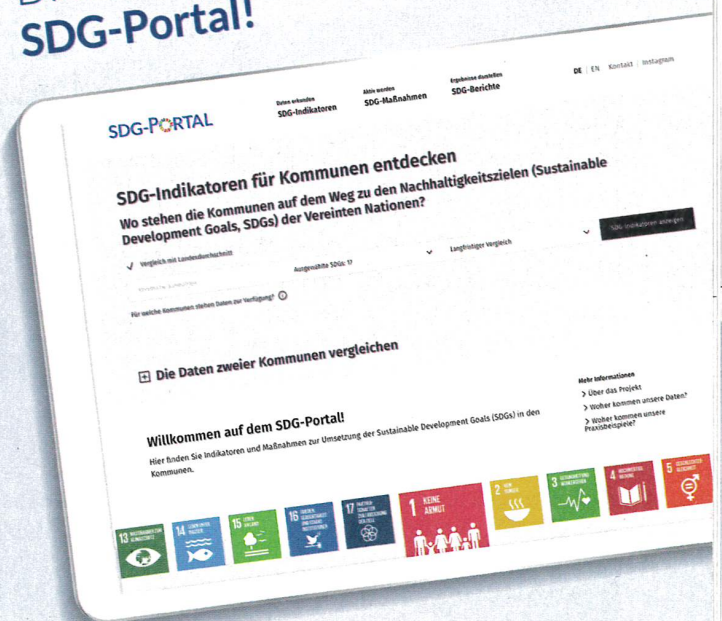 SDG-Portal!
SDG-PORTAL
Daten erkunden
SDG-Indikatoren
Aktiv werden
SDG-Maßnahmen
Ergebnisse darstellen
SDG-Berichte
DE | EN Kontakt | Instagram
SDG-Indikatoren für Kommunen entdecken
Wo stehen die Kommunen auf dem Weg zu den Nachhaltigkeitszielen (Sustainable
Development Goals, SDGs) der Vereinten Nationen?
Vergleich mit Landesdurchschnitt
Ausgewählte SDGs: 17
Langfristiger Vergleich
SDG-Indikatoren anzeigen
Für welche Kommunen stehen Daten zur Verfügung?
Die Daten zweier Kommunen vergleichen
Willkommen auf dem SDG-Portal!
Hier finden Sie Indikatoren und Maßnahmen zur Umsetzung der Sustainable Development Goals (SDGs) in den
Kommunen.
Mehr Informationen
> Über das Projekt
> Woher kommen unsere Daten?
> Woher kommen unsere
Praxisbeispiele?
13 MASSNAHMEN ZUM
KLIMASCHUTZ
14 LEBEN UNTER
WASSER
15 LEBEN
AN LAND
16 FRIEDEN,
GERECHTIGKEIT
UND STARKE
INSTITUTIONEN
17 PARTNER-
SCHAFTEN
ZUR ERREICHUNG
DER ZIELE
1 KEINE
ARMUT
2 KEIN
HUNGER
3 GESUNDHEIT UND
WOHLERGEHEN
4 HOCHWERTIGE
BILDUNG
5 GESCHLECHTER-
GLEICHHEIT